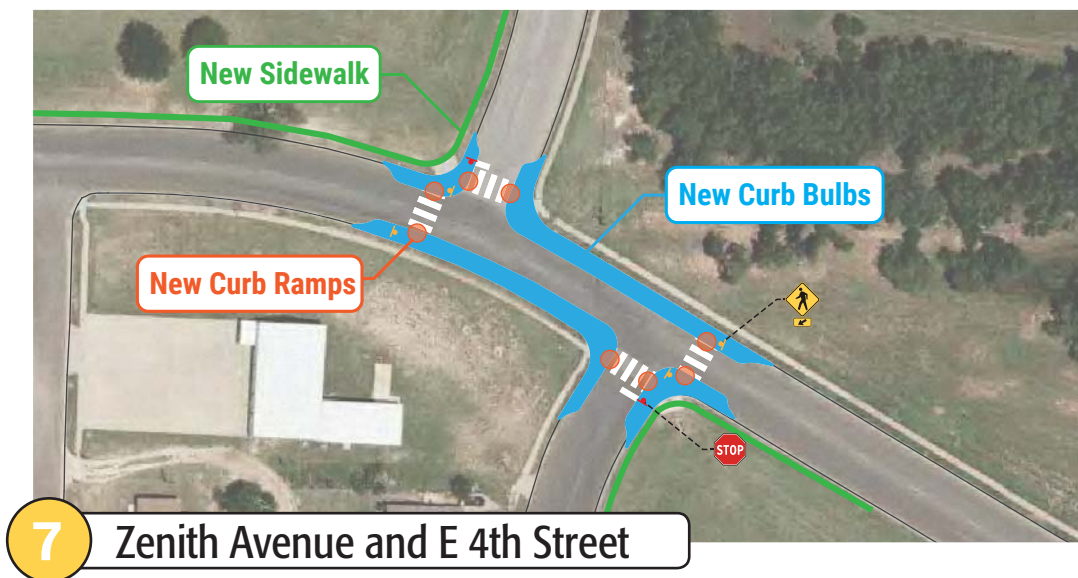 New Sidewalk
New Curb Bulbs
New Curb Ramps
STOP
7 Zenith Avenue and E 4th Street